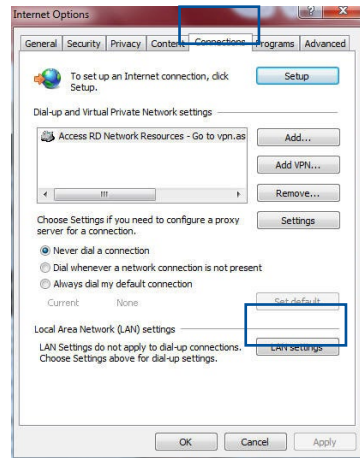 Internet Options
General Security Privacy Content Connections Programs Advanced
To set up an Internet connection, click
Setup.
Setup
Dial-up and Virtual Private Network settings
Access RD Network Resources - Go to vpn.as
Add...
Add VPN...
Remove...
Choose Settings if you need to configure a proxy
server for a connection.
Settings
Never dial a connection
Dial whenever a network connection is not present
Always dial my default connection
Current None
Set default
Local Area Network (LAN) settings
LAN Settings do not apply to dial-up connections.
Choose Settings above for dial-up settings.
LAN settings
OK Cancel Apply